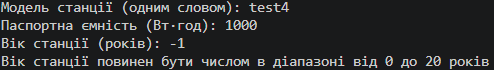 Модель станції (одним словом): test4
Паспортна ємність (Вт·год): 1000
Вік станції (років): -1
Вік станції повинен бути числом в діапазоні від 0 до 20 років